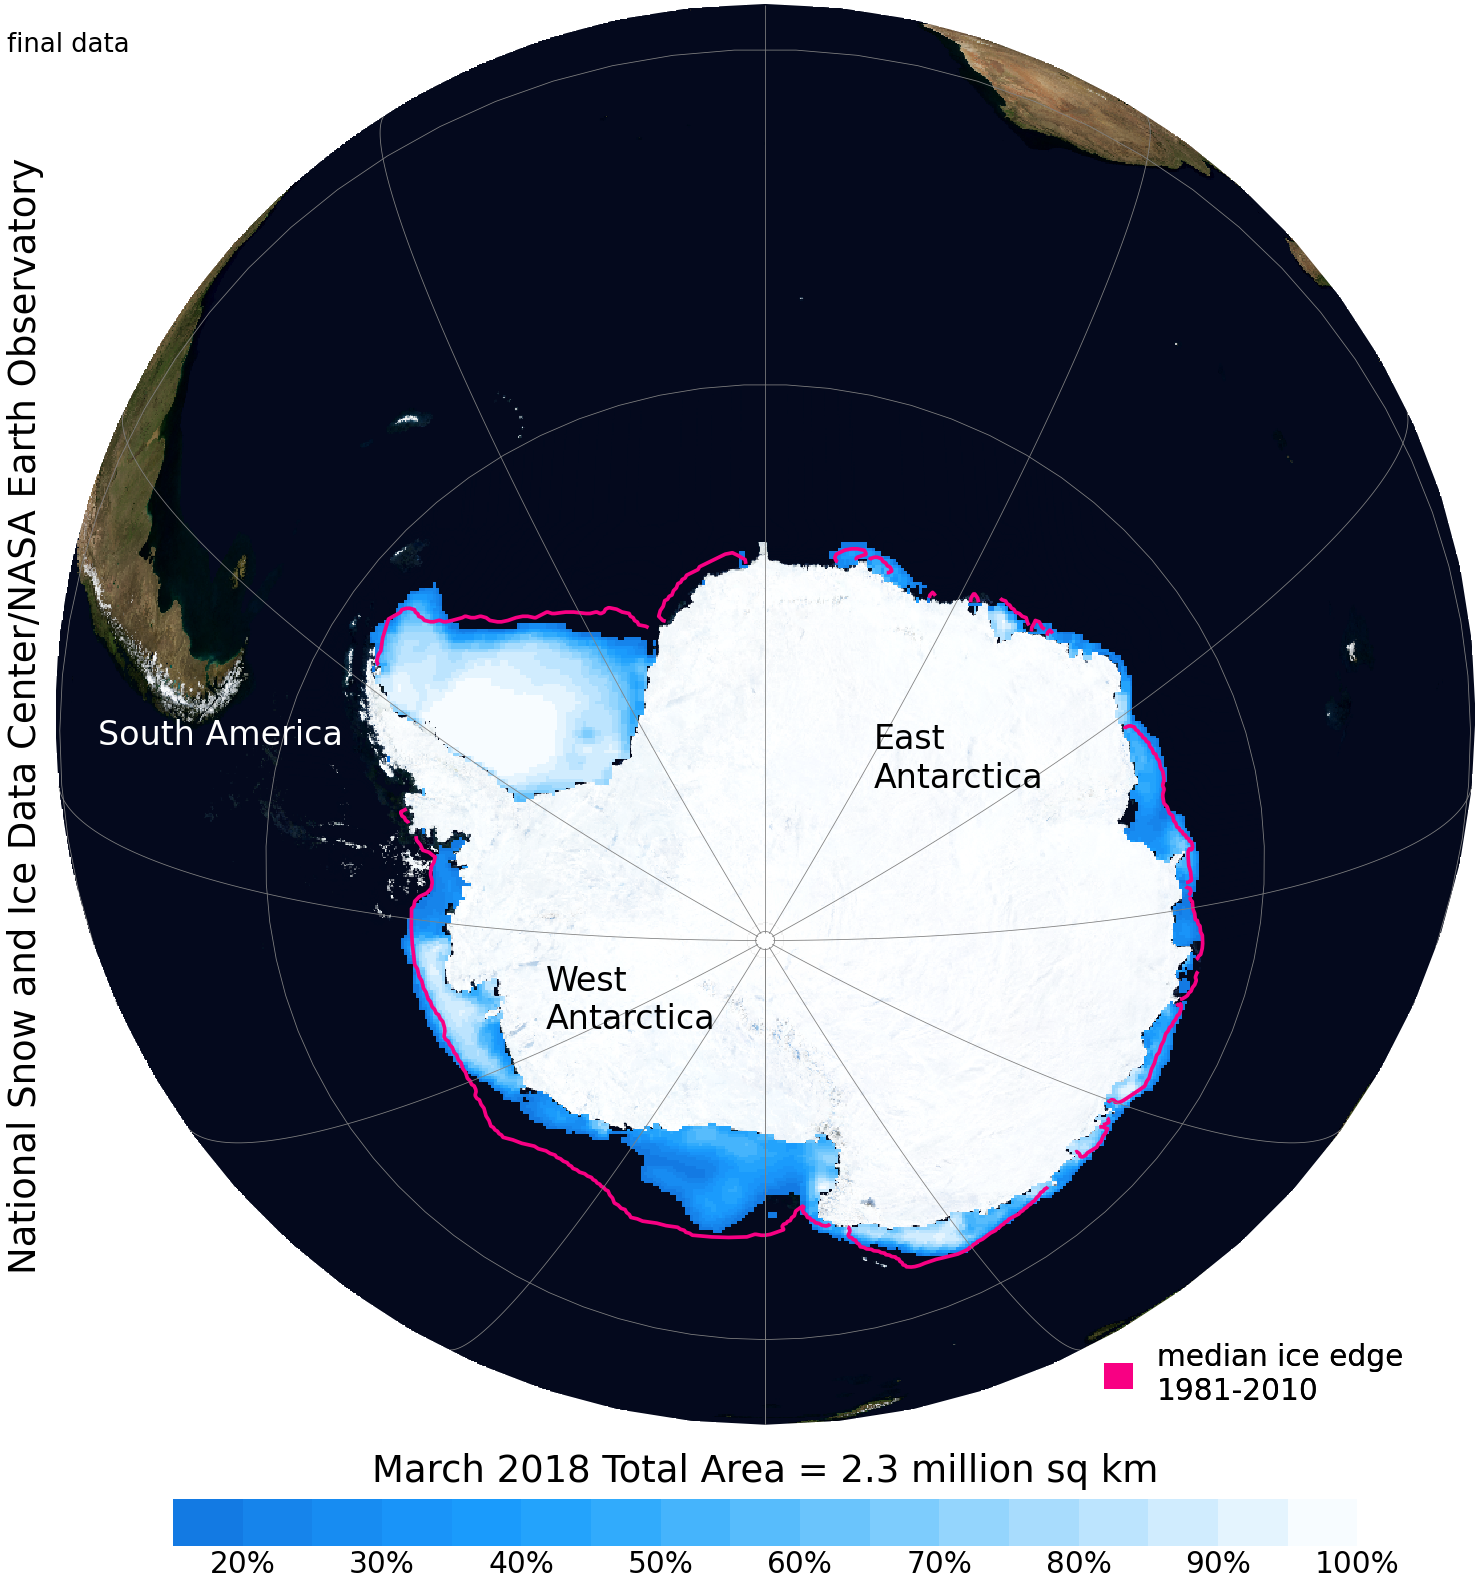 final data
National Snow and Ice Data Center/NASA Earth Observatory
South America
East
Antarctica
West
Antarctica
median ice edge
1981-2010
March 2018 Total Area = 2.3 million sq km
20% 30% 40% 50% 60% 70% 80% 90% 100%